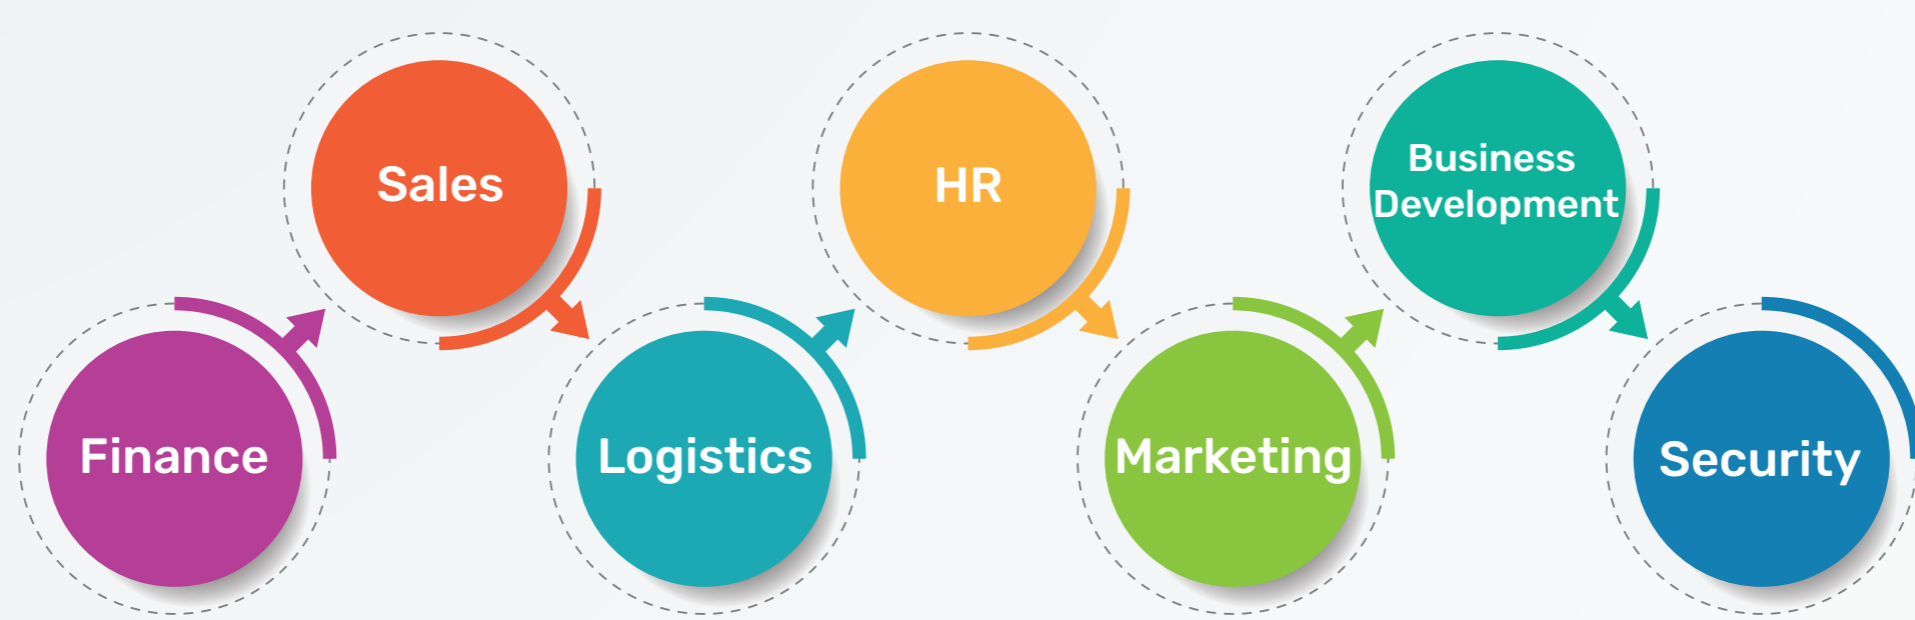 Finance
Sales
Logistics
HR
Marketing
Business
Development
Security